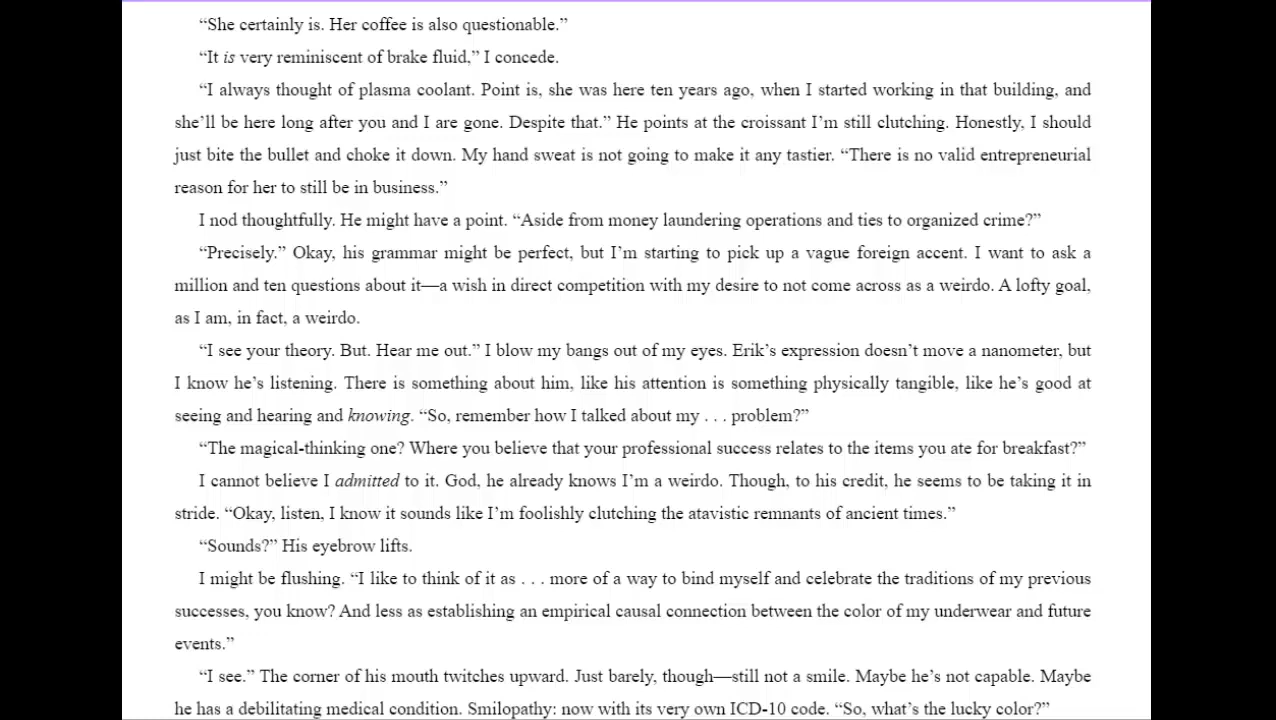 “She certainly is. Her coffee is also questionable.”
“It is very reminiscent of brake fluid,” I concede.
“I always thought of plasma coolant. Point is, she was here ten years ago, when I started working in that building, and
she’ll be here long after you and I are gone. Despite that.” He points at the croissant I’m still clutching. Honestly, I should
just bite the bullet and choke it down. My hand sweat is not going to make it any tastier. “There is no valid entrepreneurial
reason for her to still be in business.”
I nod thoughtfully. He might have a point. “Aside from money laundering operations and ties to organized crime?”
“Precisely.” Okay, his grammar might be perfect, but I’m starting to pick up a vague foreign accent. I want to ask a
million and ten questions about it—a wish in direct competition with my desire to not come across as a weirdo. A lofty goal,
as I am, in fact, a weirdo.
“I see your theory. But. Hear me out.” I blow my bangs out of my eyes. Erik’s expression doesn’t move a nanometer, but
I know he’s listening. There is something about him, like his attention is something physically tangible, like he’s good at
seeing and hearing and knowing. “So, remember how I talked about my . . . problem?”
“The magical-thinking one? Where you believe that your professional success relates to the items you ate for breakfast?”
I cannot believe I admitted to it. God, he already knows I’m a weirdo. Though, to his credit, he seems to be taking it in
stride. “Okay, listen, I know it sounds like I’m foolishly clutching the atavistic remnants of ancient times.”
“Sounds?” His eyebrow lifts.
I might be flushing. “I like to think of it as . . . more of a way to bind myself and celebrate the traditions of my previous
successes, you know? And less as establishing an empirical causal connection between the color of my underwear and future
events.”
“I see.” The corner of his mouth twitches upward. Just barely, though—still not a smile. Maybe he’s not capable. Maybe
he has a debilitating medical condition. Smilopathy: now with its very own ICD-10 code. “So, what’s the lucky color?”